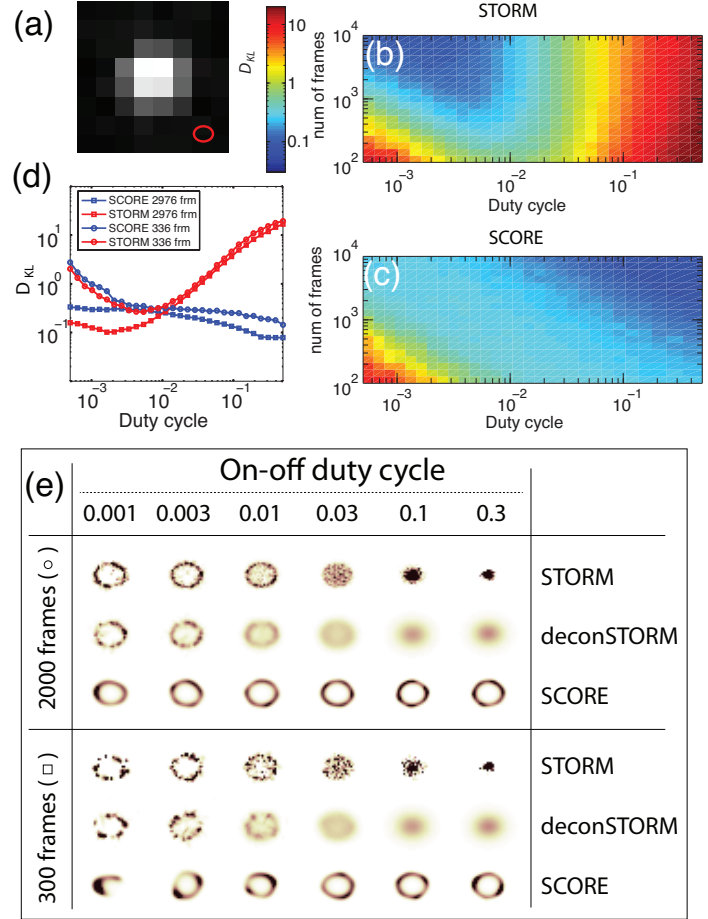 (a)
D_KL
10
1
0.1
STORM
(b)
num of frames
10^4
10^3
10^2
10^-3
10^-2
10^-1
Duty cycle
(d)
SCORE 2976 frm
STORM 2976 frm
SCORE 336 frm
STORM 336 frm
D_KL
10^1
10^0
10^-1
10^-3
10^-2
10^-1
Duty cycle
SCORE
(c)
num of frames
10^4
10^3
10^2
10^-3
10^-2
10^-1
Duty cycle
(e)
On-off duty cycle
0.001 0.003 0.01 0.03 0.1 0.3
2000 frames (○)
STORM
deconSTORM
SCORE
300 frames (□)
STORM
deconSTORM
SCORE